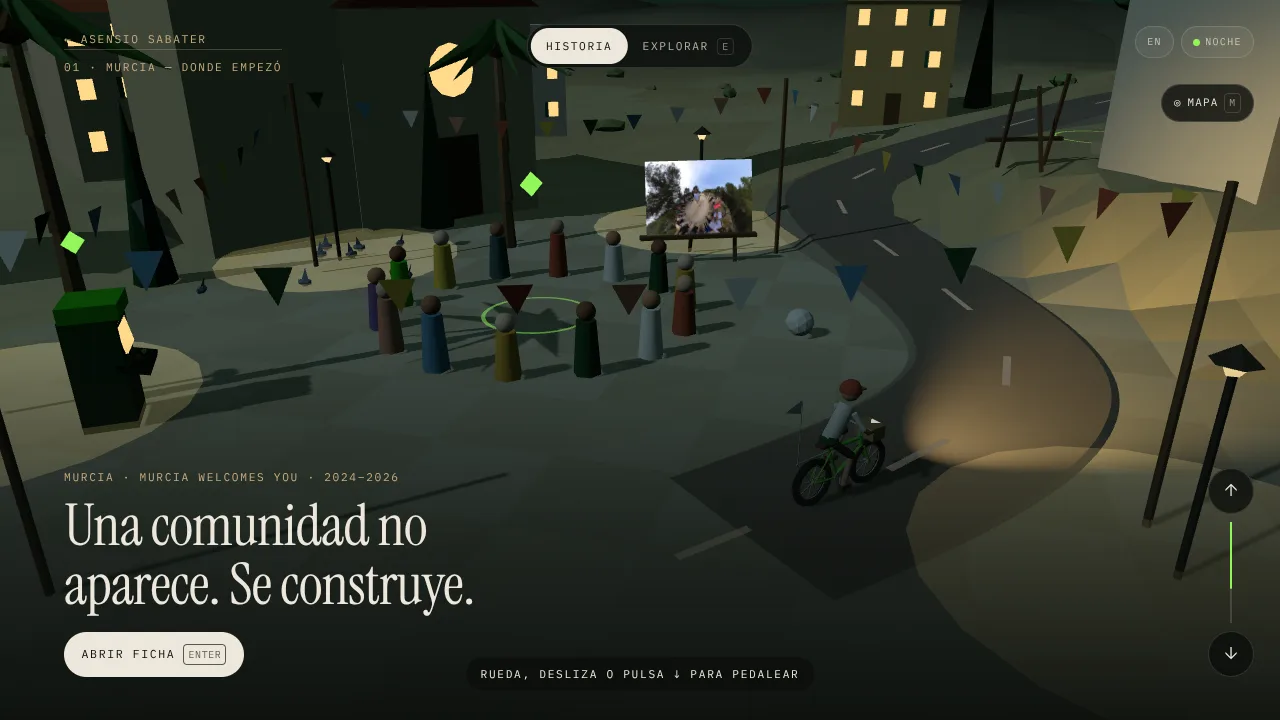 ← ASENSIO SABATER
01 · MURCIA — DONDE EMPEZÓ
HISTORIA
EXPLORAR E
EN
NOCHE
◎ MAPA M
MURCIA · MURCIA WELCOMES YOU · 2024–2026
Una comunidad no
aparece. Se construye.
ABRIR FICHA ENTER
RUEDA, DESLIZA O PULSA ↓ PARA PEDALEAR